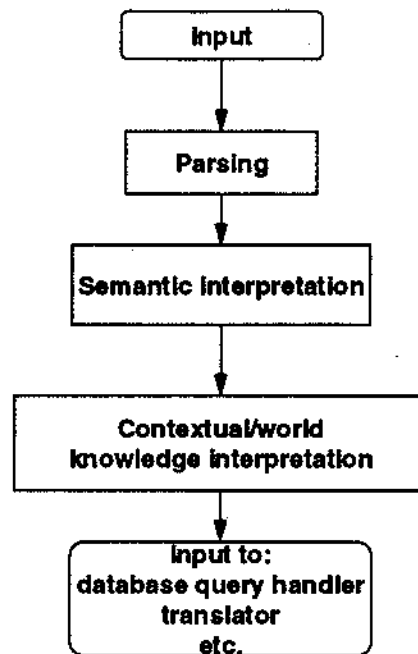 Input
Parsing
Semantic interpretation
Contextual/world
knowledge interpretation
Input to:
database query handler
translator
etc.